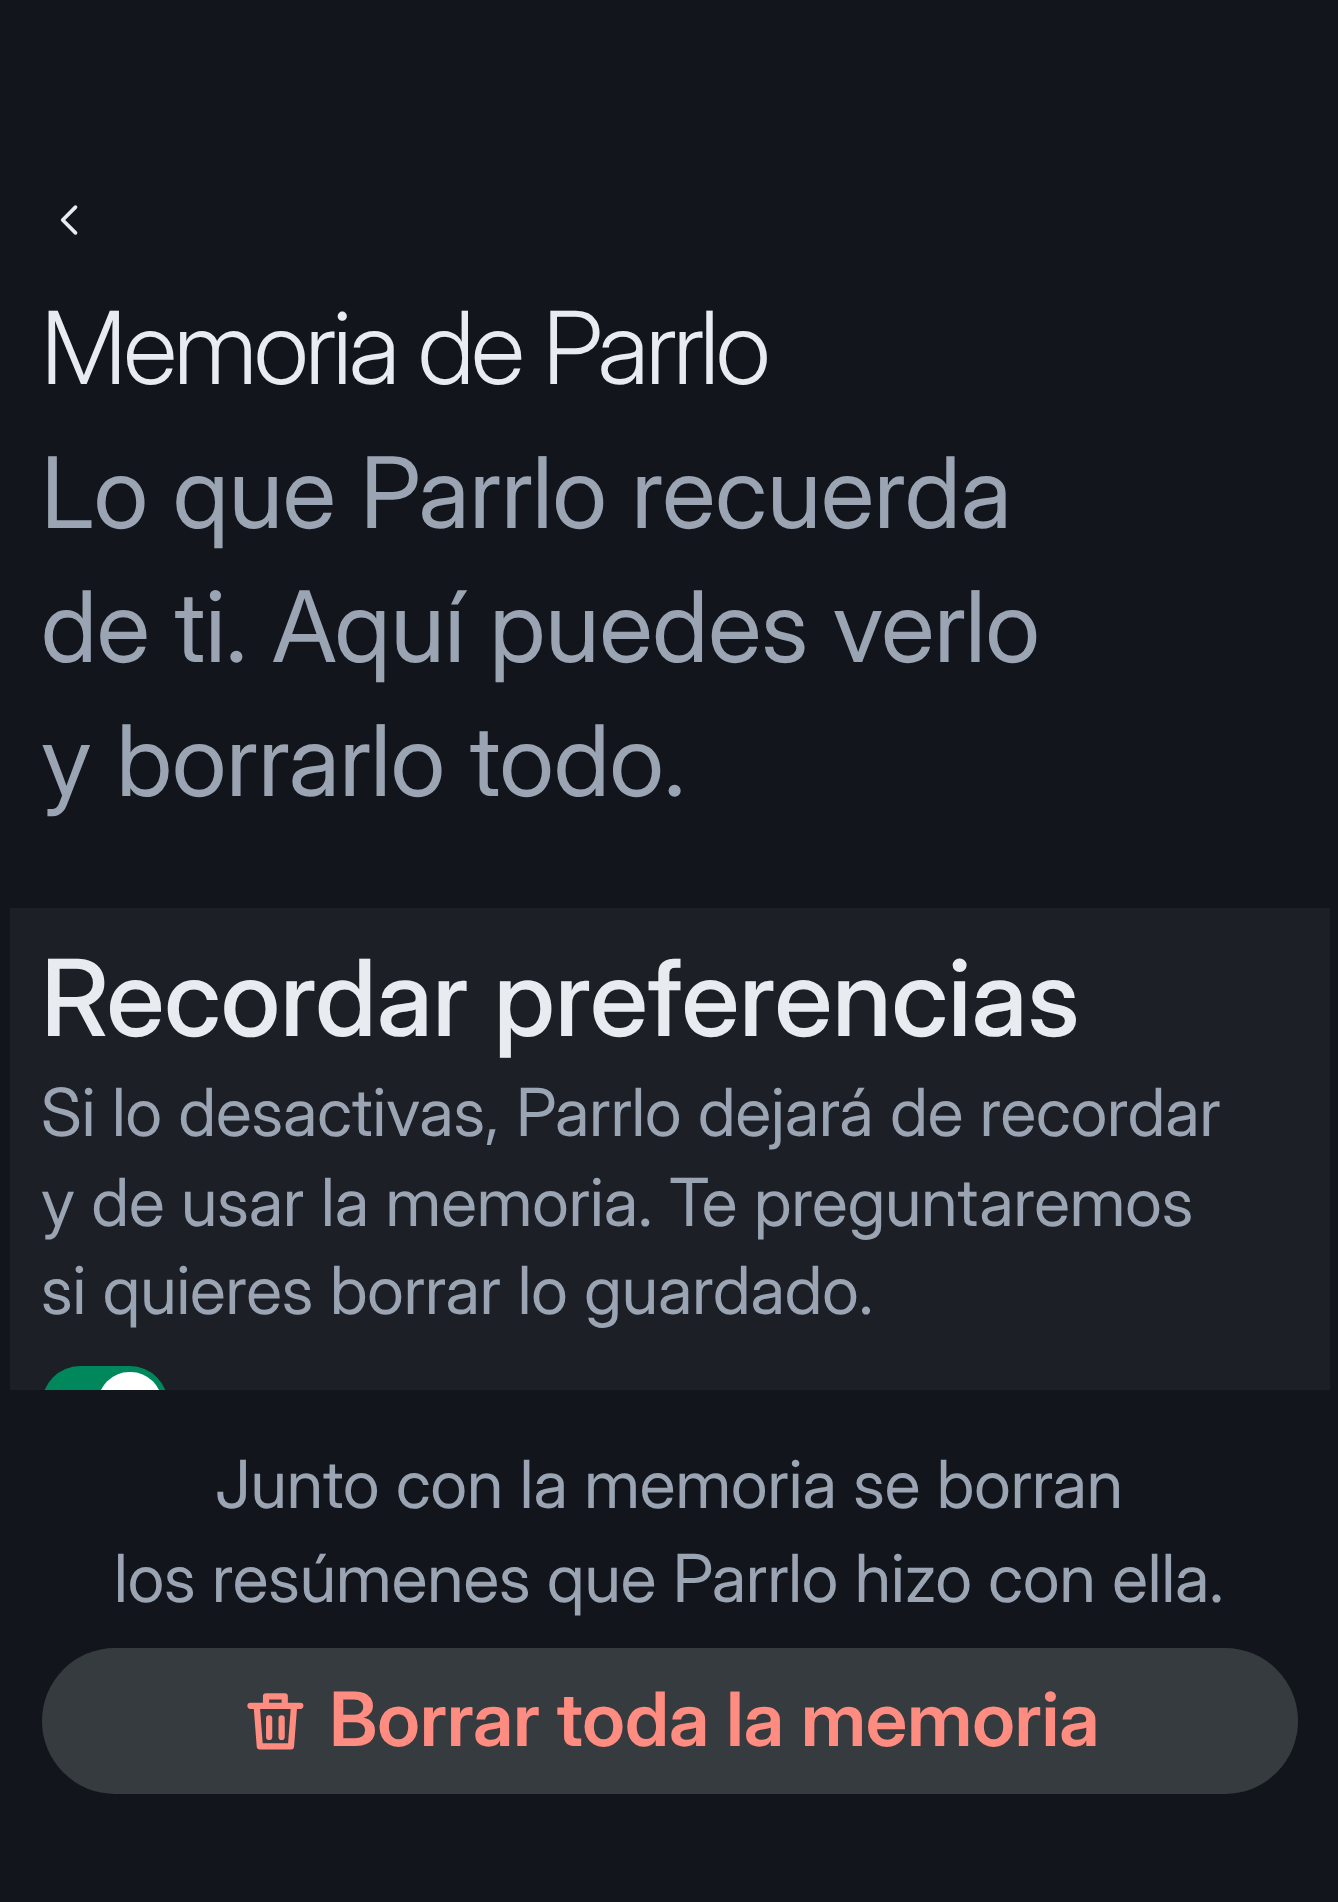 Memoria de Parrlo
Lo que Parrlo recuerda
de ti. Aquí puedes verlo
y borrarlo todo.
Recordar preferencias
Si lo desactivas, Parrlo dejará de recordar
y de usar la memoria. Te preguntaremos
si quieres borrar lo guardado.
Junto con la memoria se borran
los resúmenes que Parrlo hizo con ella.
Borrar toda la memoria